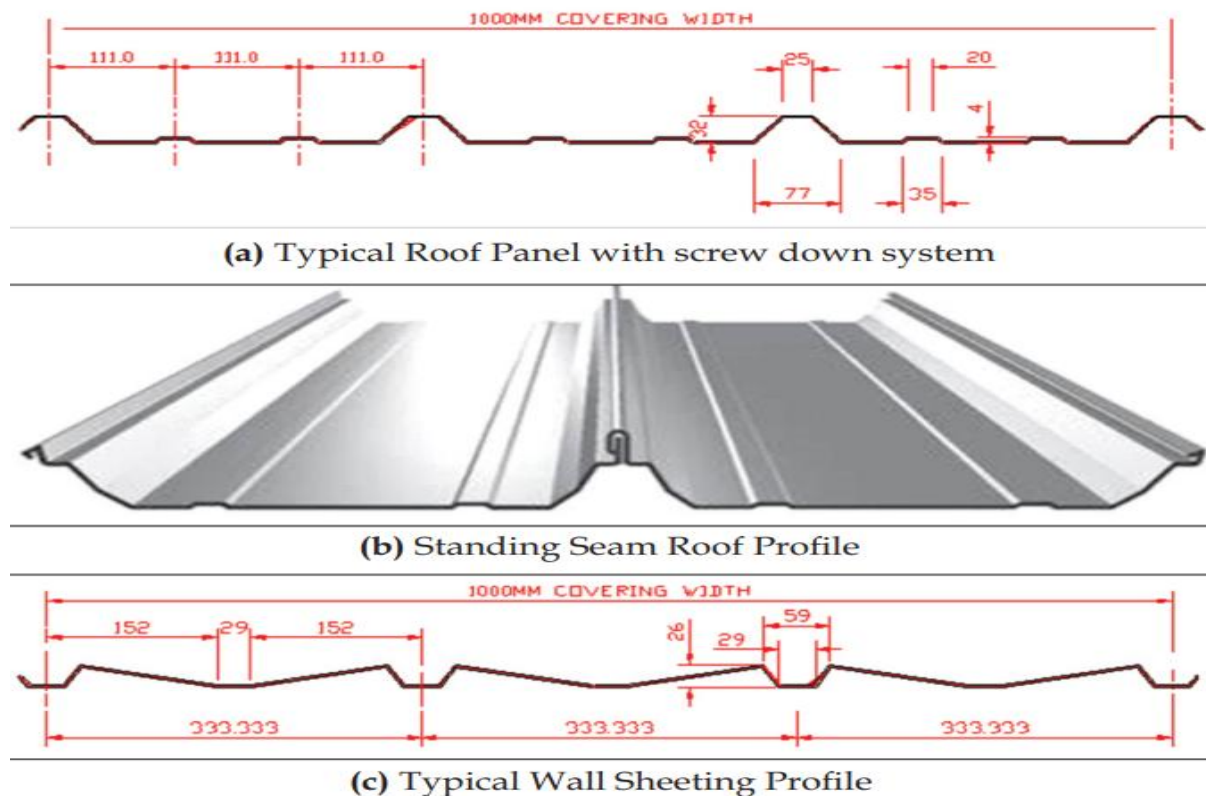 1000MM COVERING WIDTH
111.0 111.0 111.0 25 20
32 4
77 35
(a) Typical Roof Panel with screw down system
(b) Standing Seam Roof Profile
1000MM COVERING WIDTH
152 29 152 26 29 59
333.333 333.333 333.333
(c) Typical Wall Sheeting Profile